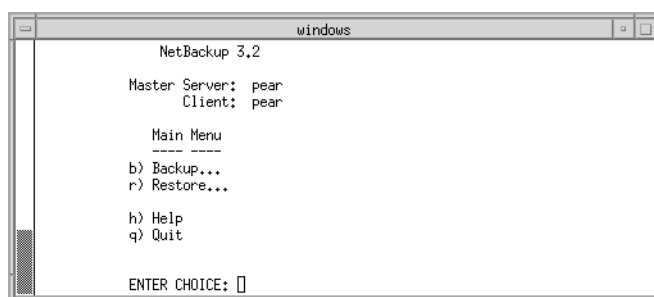 windows
NetBackup 3.2
Master Server: pear
Client: pear
Main Menu
---- ----
b) Backup...
r) Restore...
h) Help
q) Quit
ENTER CHOICE: